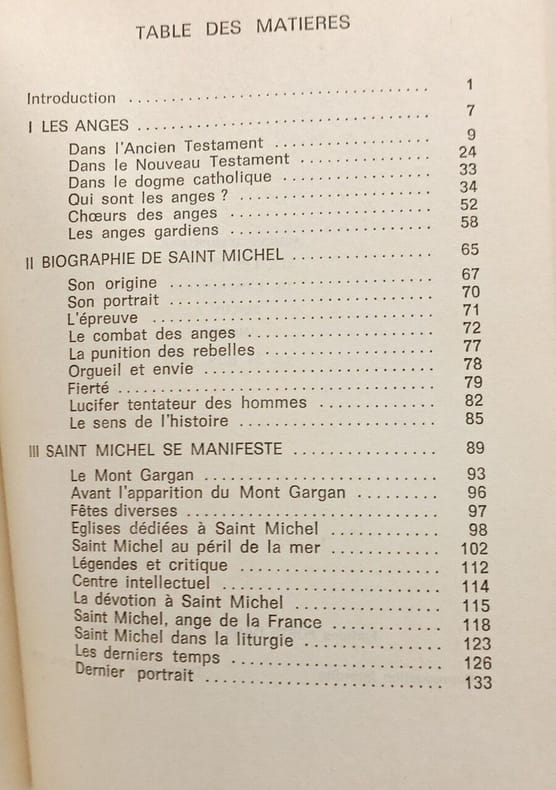 TABLE DES MATIERES
Introduction .................................. 1
I LES ANGES .................................. 7
Dans l'Ancien Testament .................... 9
Dans le Nouveau Testament ................ 24
Dans le dogme catholique .................. 33
Qui sont les anges ? ........................ 34
Chœurs des anges ........................ 52
Les anges gardiens ........................ 58
II BIOGRAPHIE DE SAINT MICHEL ................ 65
Son origine ................................ 67
Son portrait ................................ 70
L'épreuve .................................. 71
Le combat des anges ...................... 72
La punition des rebelles .................... 77
Orgueil et envie ............................ 78
Fierté ...................................... 79
Lucifer tentateur des hommes .............. 82
Le sens de l'histoire ........................ 85
III SAINT MICHEL SE MANIFESTE ................ 89
Le Mont Gargan ............................ 93
Avant l'apparition du Mont Gargan ......... 96
Fêtes diverses .............................. 97
Eglises dédiées à Saint Michel ............. 98
Saint Michel au péril de la mer ............. 102
Légendes et critique ........................ 112
Centre intellectuel .......................... 114
La dévotion à Saint Michel .................. 115
Saint Michel, ange de la France ............. 118
Saint Michel dans la liturgie ................ 123
Les derniers temps .......................... 126
Dernier portrait ............................ 133